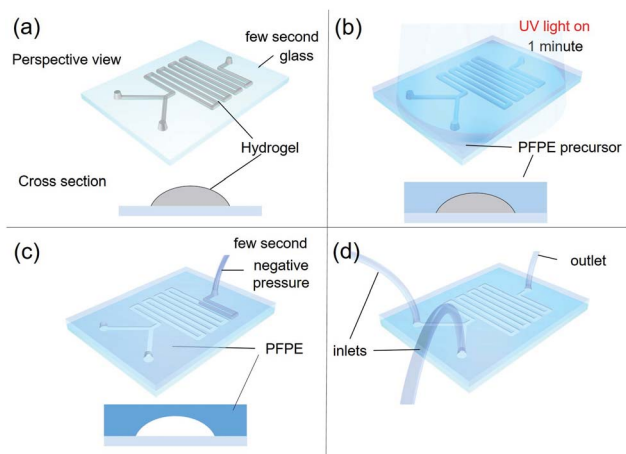 (a)
Perspective view
few second
glass
Hydrogel
Cross section
(b)
UV light on
1 minute
PFPE precursor
(c)
few second
negative
pressure
PFPE
(d)
outlet
inlets